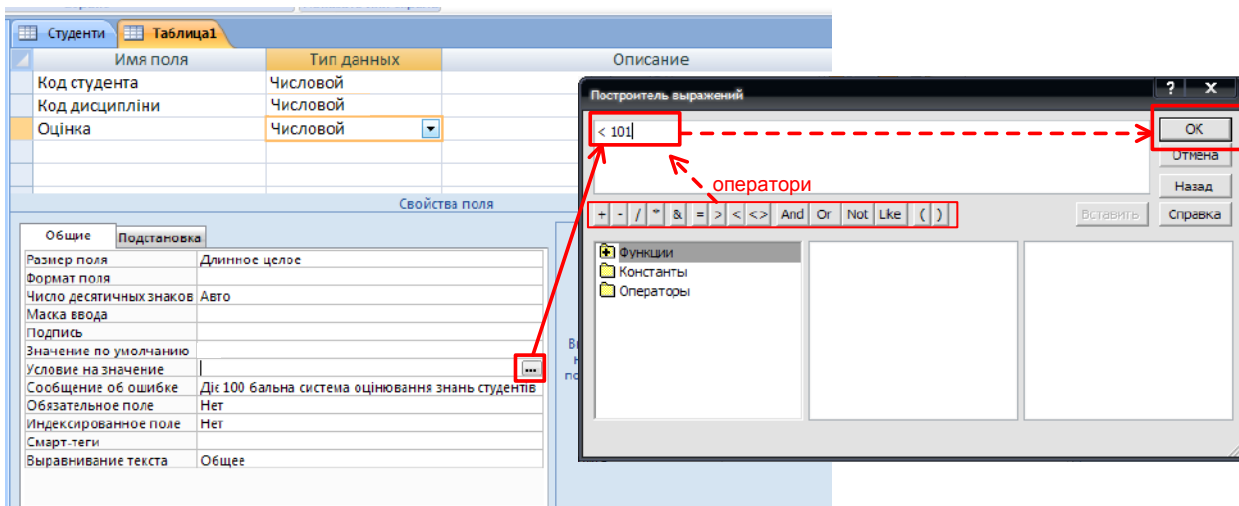 Студенти Таблица1
Имя поля Тип данных Описание
Код студента Числовой
Код дисципліни Числовой
Оцінка Числовой
Свойства поля
Общие Подстановка
Размер поля Длинное целое
Формат поля
Число десятичных знаков Авто
Маска ввода
Подпись
Значение по умолчанию
Условие на значение ...
Сообщение об ошибке Діє 100 бальна система оцінювання знань студентів
Обязательное поле Нет
Индексированное поле Нет
Смарт-теги
Выравнивание текста Общее
Построитель выражений ? X
< 101
OK
Отмена
Назад
оператори
+ - / * & = > < <> And Or Not Like ( ) Вставить Справка
Функции
Константы
Операторы